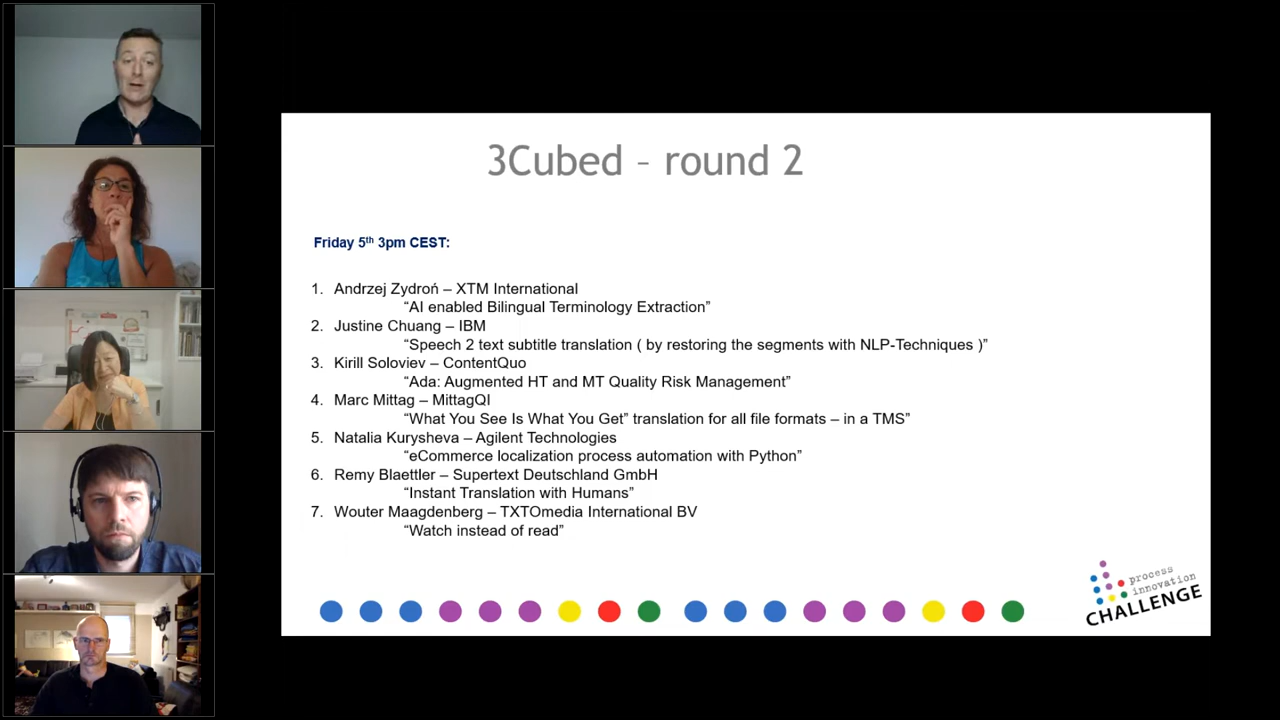 3Cubed – round 2
Friday 5th 3pm CEST:
1. Andrzej Zydroń – XTM International
“AI enabled Bilingual Terminology Extraction”
2. Justine Chuang – IBM
“Speech 2 text subtitle translation ( by restoring the segments with NLP-Techniques )”
3. Kirill Soloviev – ContentQuo
“Ada: Augmented HT and MT Quality Risk Management”
4. Marc Mittag – MittagQI
“What You See Is What You Get” translation for all file formats – in a TMS”
5. Natalia Kurysheva – Agilent Technologies
“eCommerce localization process automation with Python”
6. Remy Blaettler – Supertext Deutschland GmbH
“Instant Translation with Humans”
7. Wouter Maagdenberg – TXTOmedia International BV
“Watch instead of read”
process
innovation
CHALLENGE